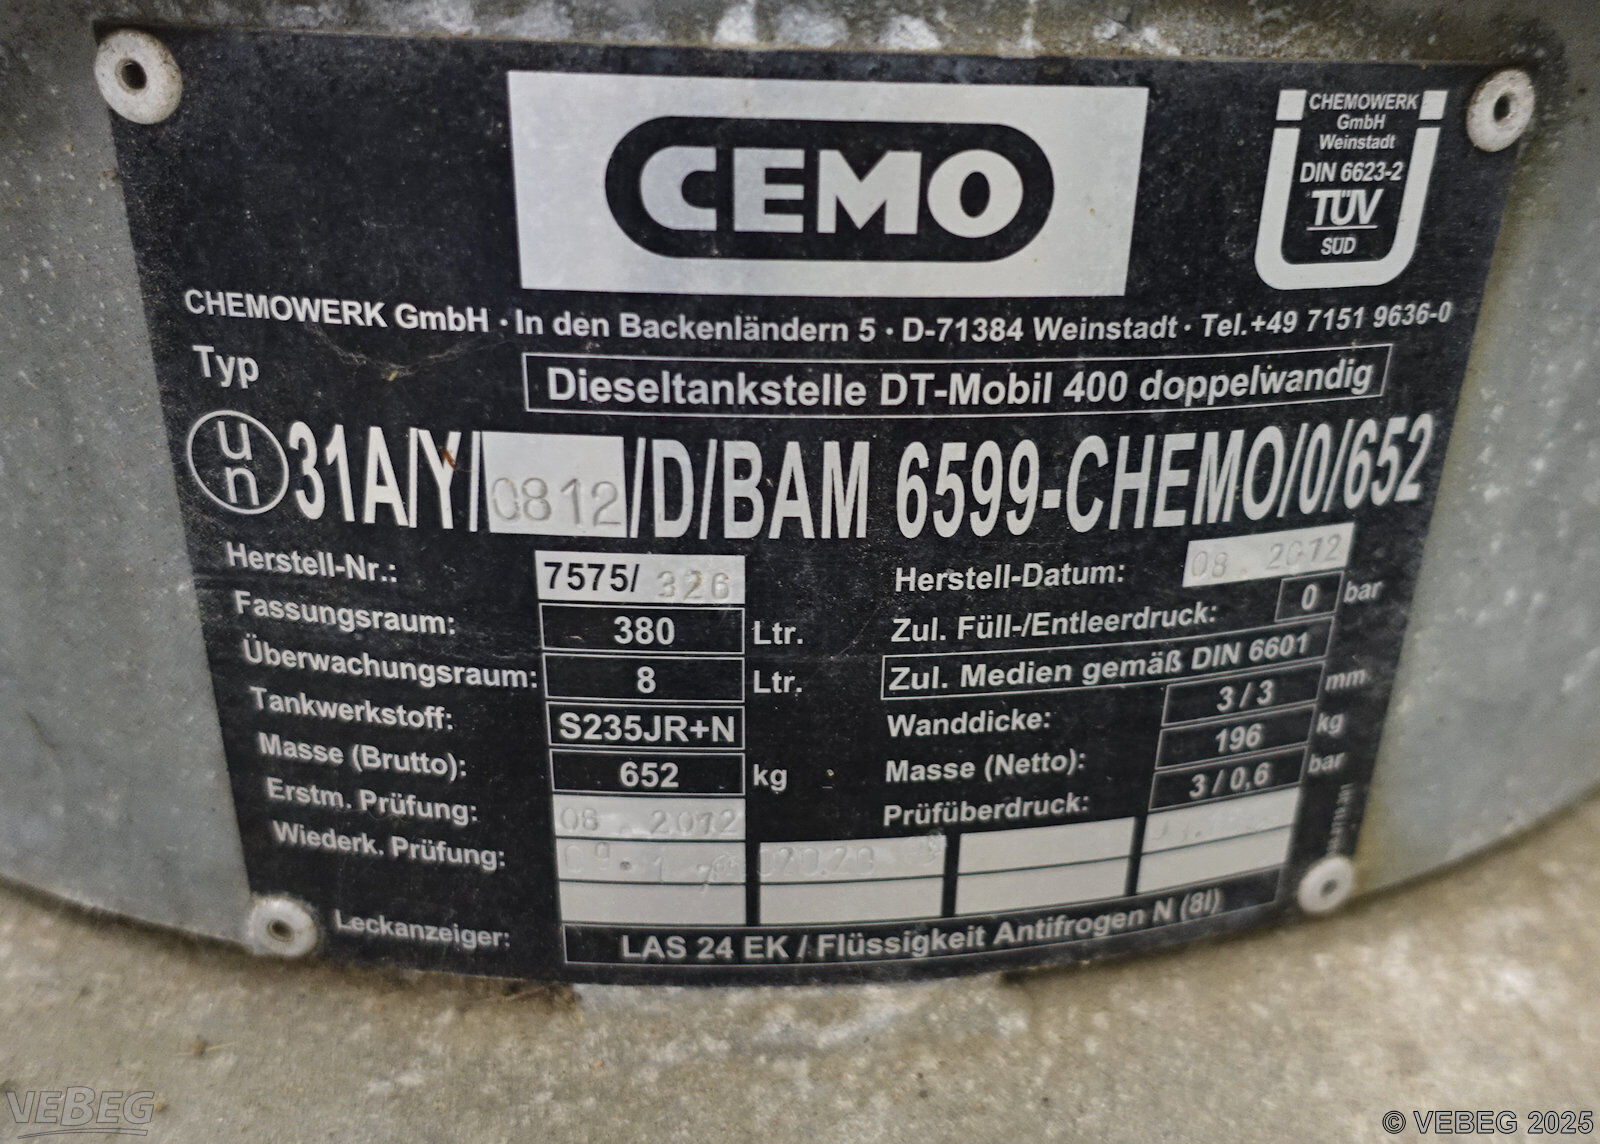 CEMO
CHEMOWERK
GmbH
Weinstadt
DIN 6623-2
TÜV
SÜD
CHEMOWERK GmbH · In den Backenländern 5 · D-71384 Weinstadt · Tel.+49 7151 9636-0
Typ Dieseltankstelle DT-Mobil 400 doppelwandig
un 31A/Y/0812/D/BAM 6599-CHEMO/0/652
Herstell-Nr.: 7575/ 326 Herstell-Datum: 08.2012
Fassungsraum: 380 Ltr. Zul. Füll-/Entleerdruck: 0 bar
Überwachungsraum: 8 Ltr. Zul. Medien gemäß DIN 6601
Tankwerkstoff: S235JR+N Wanddicke: 3 / 3 mm
Masse (Brutto): 652 kg Masse (Netto): 196 kg
Erstm. Prüfung: 08.2012 Prüfüberdruck: 3 / 0,6 bar
Wiederk. Prüfung:
Leckanzeiger: LAS 24 EK / Flüssigkeit Antifrogen N (8l)
VEBEG
© VEBEG 2025